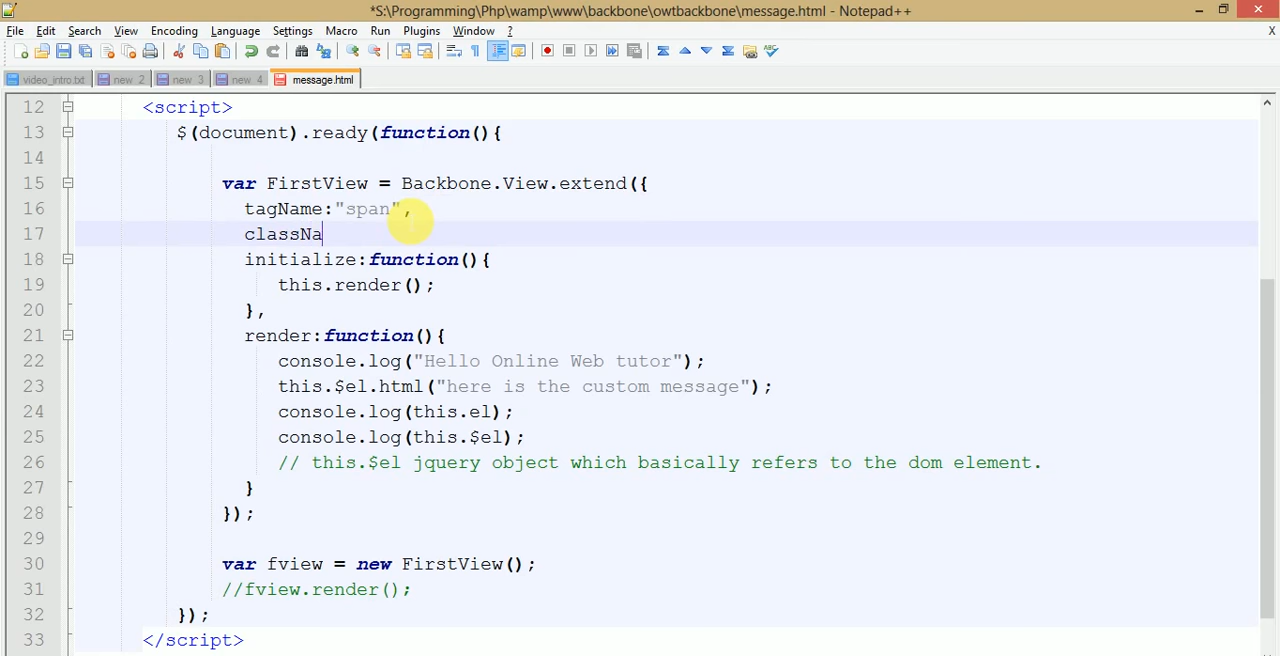 *S:\Programming\Php\wamp\www\backbone\owtbackbone\message.html - Notepad++
File Edit Search View Encoding Language Settings Macro Run Plugins Window ? X
video_intro.txt new 2 new 3 new 4 message.html
12 <script>
13 $(document).ready(function(){
14
15 var FirstView = Backbone.View.extend({
16 tagName:"span",
17 classNa
18 initialize:function(){
19 this.render();
20 },
21 render:function(){
22 console.log("Hello Online Web tutor");
23 this.$el.html("here is the custom message");
24 console.log(this.el);
25 console.log(this.$el);
26 // this.$el jquery object which basically refers to the dom element.
27 }
28 });
29
30 var fview = new FirstView();
31 //fview.render();
32 });
33 </script>